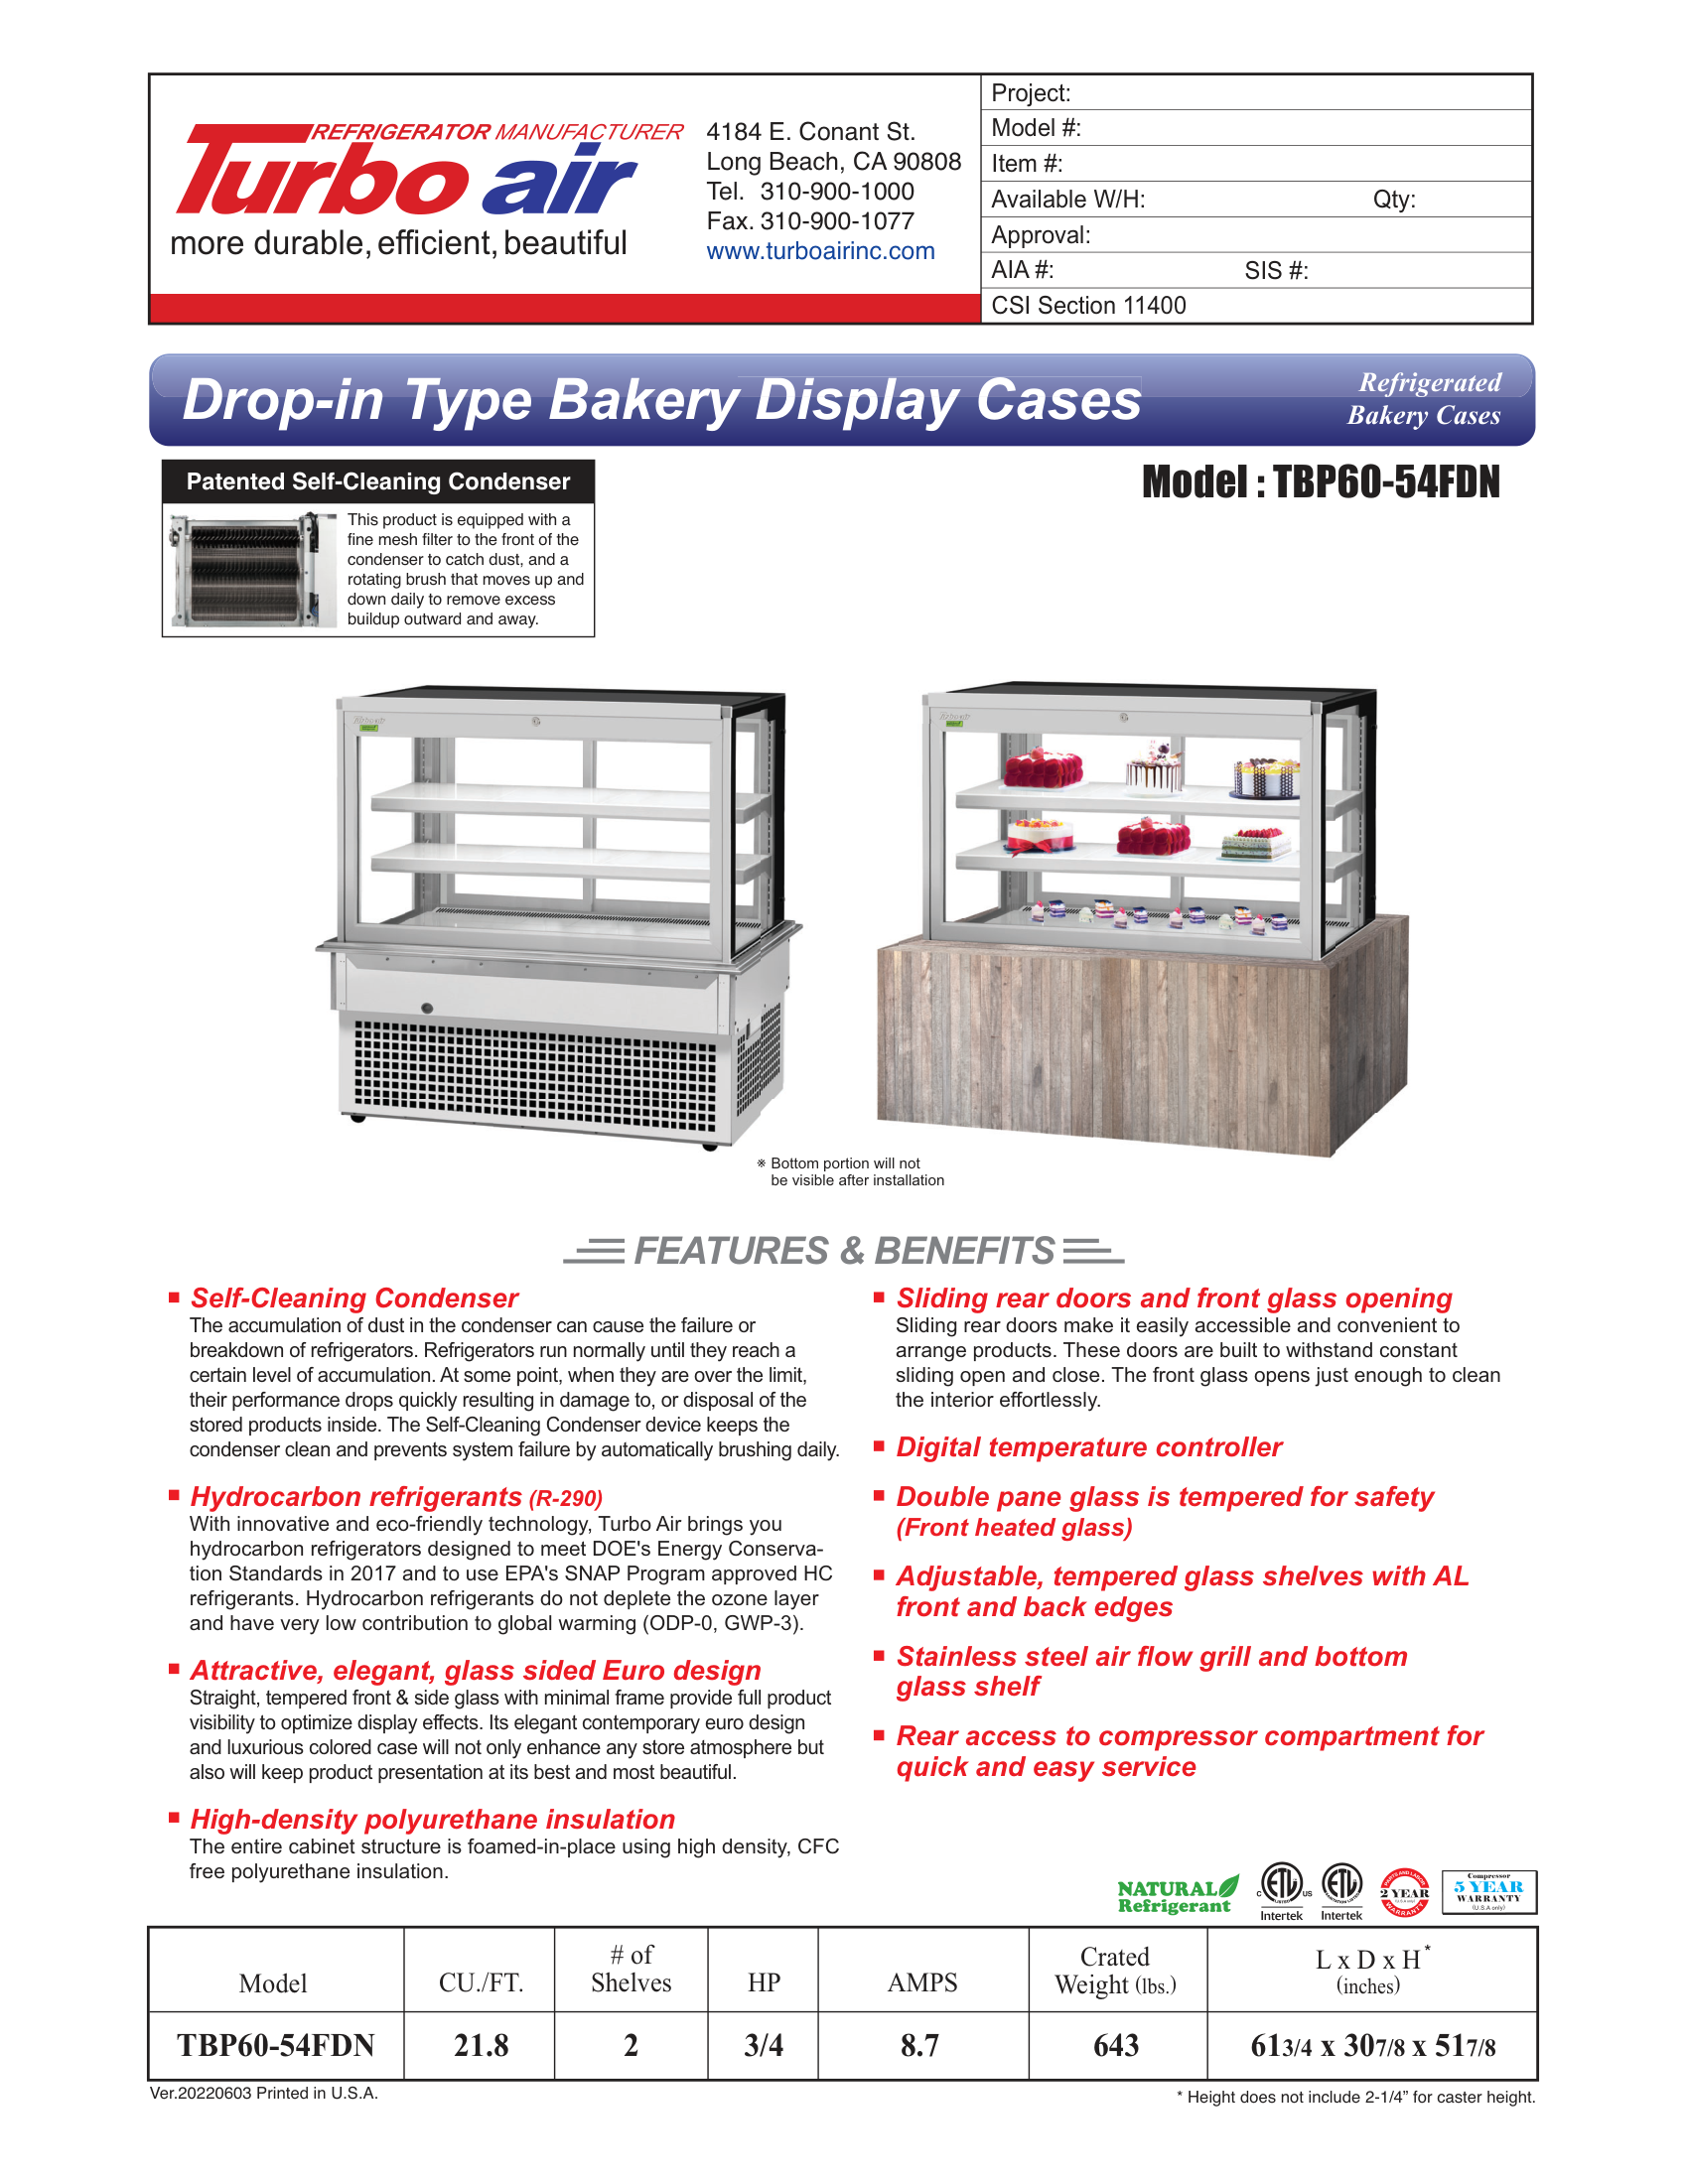 REFRIGERATOR MANUFACTURER
Turbo air
more durable, efficient, beautiful
4184 E. Conant St.
Long Beach, CA 90808
Tel. 310-900-1000
Fax. 310-900-1077
www.turboairinc.com
Project:
Model #:
Item #:
Available W/H: Qty:
Approval:
AIA #: SIS #:
CSI Section 11400
Drop-in Type Bakery Display Cases
Refrigerated
Bakery Cases
Patented Self-Cleaning Condenser
This product is equipped with a
fine mesh filter to the front of the
condenser to catch dust, and a
rotating brush that moves up and
down daily to remove excess
buildup outward and away.
Model : TBP60-54FDN
Turbo air
Turbo air
※ Bottom portion will not
be visible after installation
FEATURES & BENEFITS
■ Self-Cleaning Condenser
The accumulation of dust in the condenser can cause the failure or
breakdown of refrigerators. Refrigerators run normally until they reach a
certain level of accumulation. At some point, when they are over the limit,
their performance drops quickly resulting in damage to, or disposal of the
stored products inside. The Self-Cleaning Condenser device keeps the
condenser clean and prevents system failure by automatically brushing daily.
■ Hydrocarbon refrigerants (R-290)
With innovative and eco-friendly technology, Turbo Air brings you
hydrocarbon refrigerators designed to meet DOE's Energy Conserva-
tion Standards in 2017 and to use EPA's SNAP Program approved HC
refrigerants. Hydrocarbon refrigerants do not deplete the ozone layer
and have very low contribution to global warming (ODP-0, GWP-3).
■ Attractive, elegant, glass sided Euro design
Straight, tempered front & side glass with minimal frame provide full product
visibility to optimize display effects. Its elegant contemporary euro design
and luxurious colored case will not only enhance any store atmosphere but
also will keep product presentation at its best and most beautiful.
■ High-density polyurethane insulation
The entire cabinet structure is foamed-in-place using high density, CFC
free polyurethane insulation.
■ Sliding rear doors and front glass opening
Sliding rear doors make it easily accessible and convenient to
arrange products. These doors are built to withstand constant
sliding open and close. The front glass opens just enough to clean
the interior effortlessly.
■ Digital temperature controller
■ Double pane glass is tempered for safety
(Front heated glass)
■ Adjustable, tempered glass shelves with AL
front and back edges
■ Stainless steel air flow grill and bottom
glass shelf
■ Rear access to compressor compartment for
quick and easy service
NATURAL
Refrigerant
C ETL US
LISTED
Intertek
ETL
Intertek
PARTS AND LABOR
2 YEAR
WARRANTY
Compressor
5 YEAR
WARRANTY
(U.S.A only)
Model CU./FT. # of Shelves HP AMPS Crated Weight (lbs.) L x D x H* (inches)
TBP60-54FDN 21.8 2 3/4 8.7 643 61 3/4 x 30 7/8 x 51 7/8
Ver.20220603 Printed in U.S.A.
* Height does not include 2-1/4” for caster height.